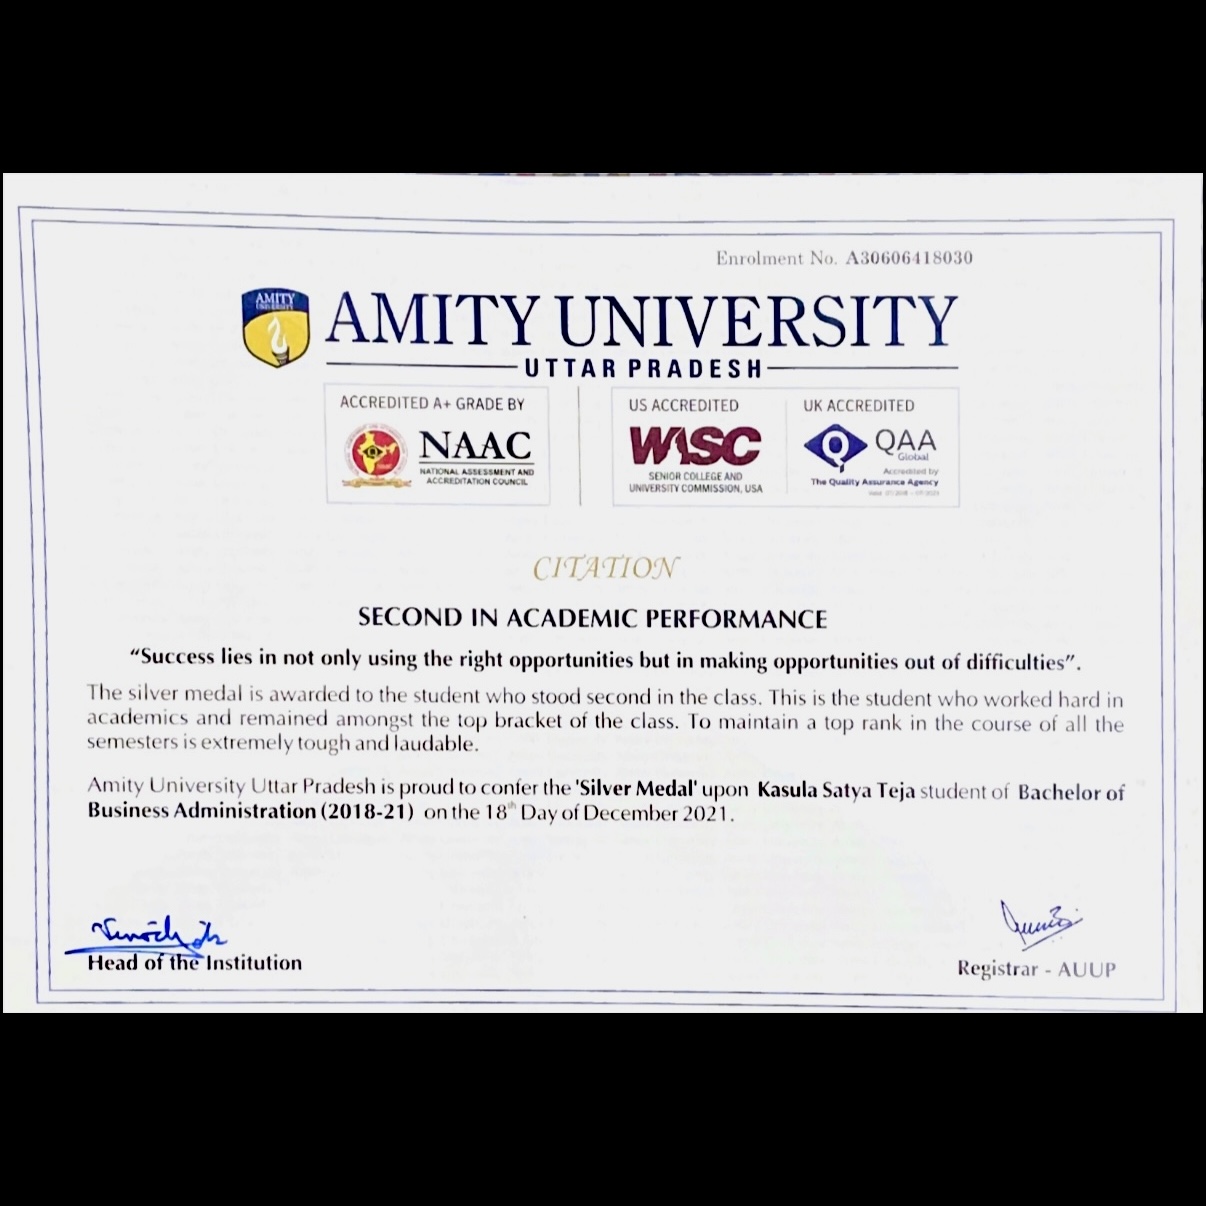 Enrolment No. A30606418030
AMITY
UNIVERSITY
AMITY UNIVERSITY
UTTAR PRADESH
ACCREDITED A+ GRADE BY
NAAC
NATIONAL ASSESSMENT AND
ACCREDITATION COUNCIL
US ACCREDITED
WASC
SENIOR COLLEGE AND
UNIVERSITY COMMISSION, USA
UK ACCREDITED
QAA
Global
Accredited by
The Quality Assurance Agency
CITATION
SECOND IN ACADEMIC PERFORMANCE
“Success lies in not only using the right opportunities but in making opportunities out of difficulties”.
The silver medal is awarded to the student who stood second in the class. This is the student who worked hard in
academics and remained amongst the top bracket of the class. To maintain a top rank in the course of all the
semesters is extremely tough and laudable.
Amity University Uttar Pradesh is proud to confer the 'Silver Medal' upon Kasula Satya Teja student of Bachelor of
Business Administration (2018-21) on the 18th Day of December 2021.
Head of the Institution
Registrar - AUUP